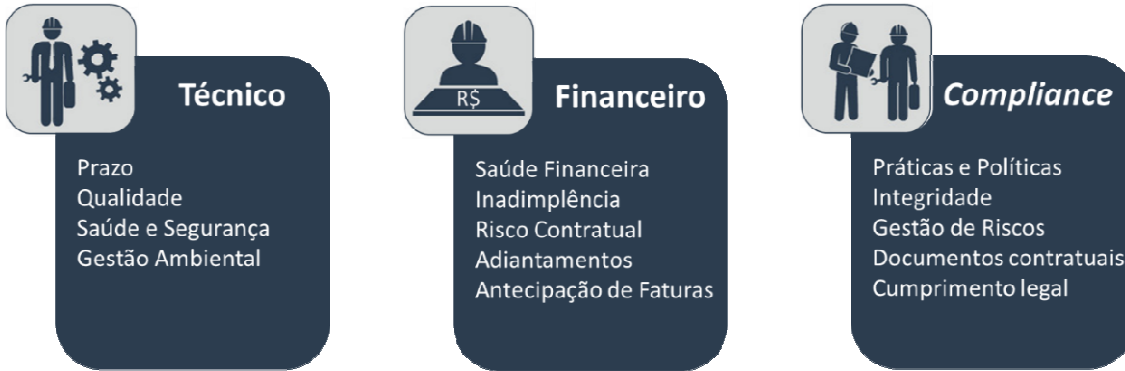 Técnico
Prazo
Qualidade
Saúde e Segurança
Gestão Ambiental
R$
Financeiro
Saúde Financeira
Inadimplência
Risco Contratual
Adiantamentos
Antecipação de Faturas
Compliance
Práticas e Políticas
Integridade
Gestão de Riscos
Documentos contratuais
Cumprimento legal